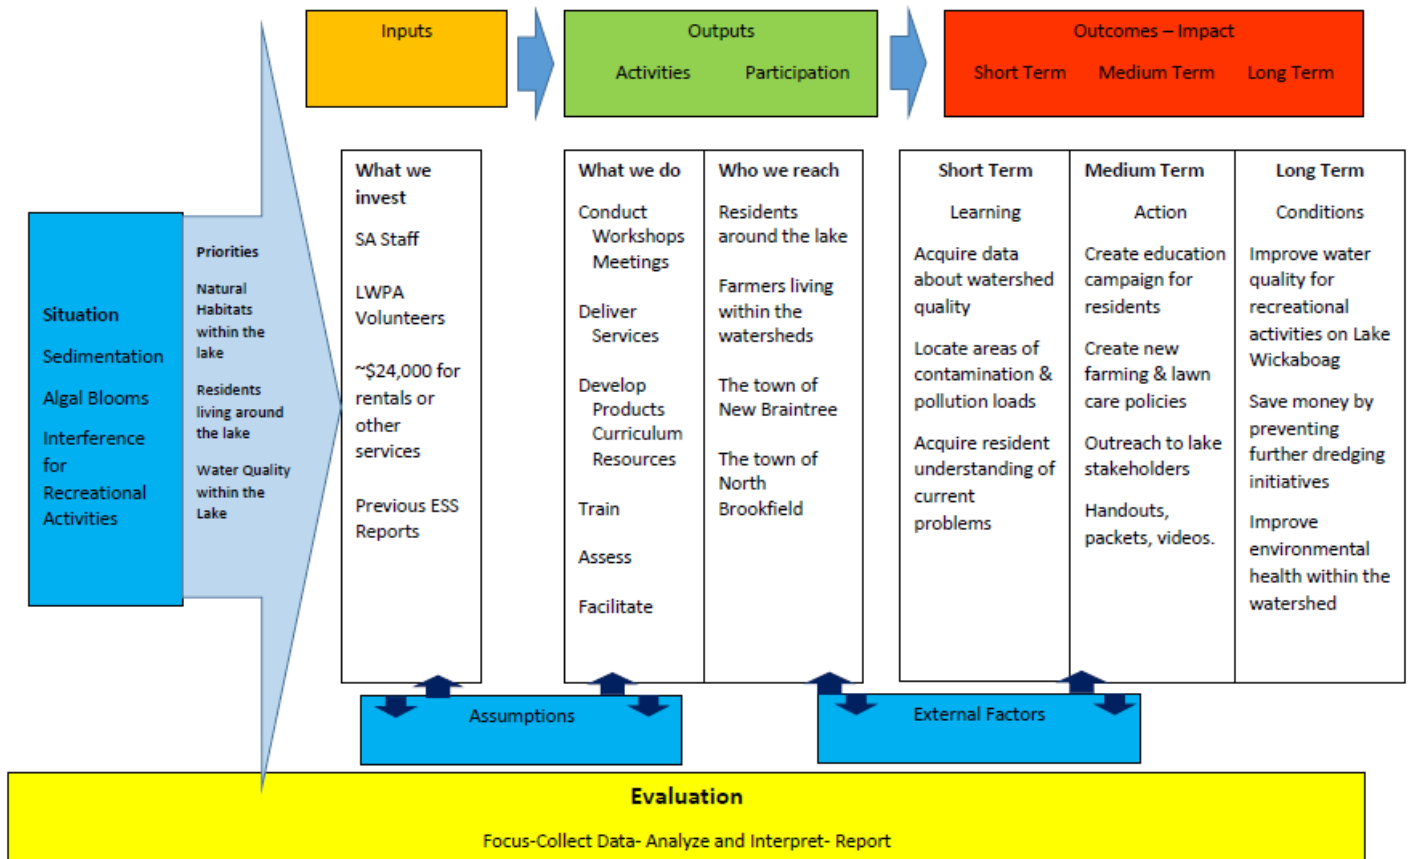 Inputs
Outputs
Activities Participation
Outcomes – Impact
Short Term Medium Term Long Term
Situation
Sedimentation
Algal Blooms
Interference
for
Recreational
Activities
Priorities
Natural
Habitats
within the
lake
Residents
living around
the lake
Water Quality
within the
Lake
What we
invest
SA Staff
LWPA
Volunteers
~$24,000 for
rentals or
other
services
Previous ESS
Reports
What we do
Conduct
Workshops
Meetings
Deliver
Services
Develop
Products
Curriculum
Resources
Train
Assess
Facilitate
Who we reach
Residents
around the lake
Farmers living
within the
watersheds
The town of
New Braintree
The town of
North
Brookfield
Short Term
Learning
Acquire data
about watershed
quality
Locate areas of
contamination &
pollution loads
Acquire resident
understanding of
current
problems
Medium Term
Action
Create education
campaign for
residents
Create new
farming & lawn
care policies
Outreach to lake
stakeholders
Handouts,
packets, videos.
Long Term
Conditions
Improve water
quality for
recreational
activities on Lake
Wickaboag
Save money by
preventing
further dredging
initiatives
Improve
environmental
health within the
watershed
Assumptions
External Factors
Evaluation
Focus-Collect Data- Analyze and Interpret- Report